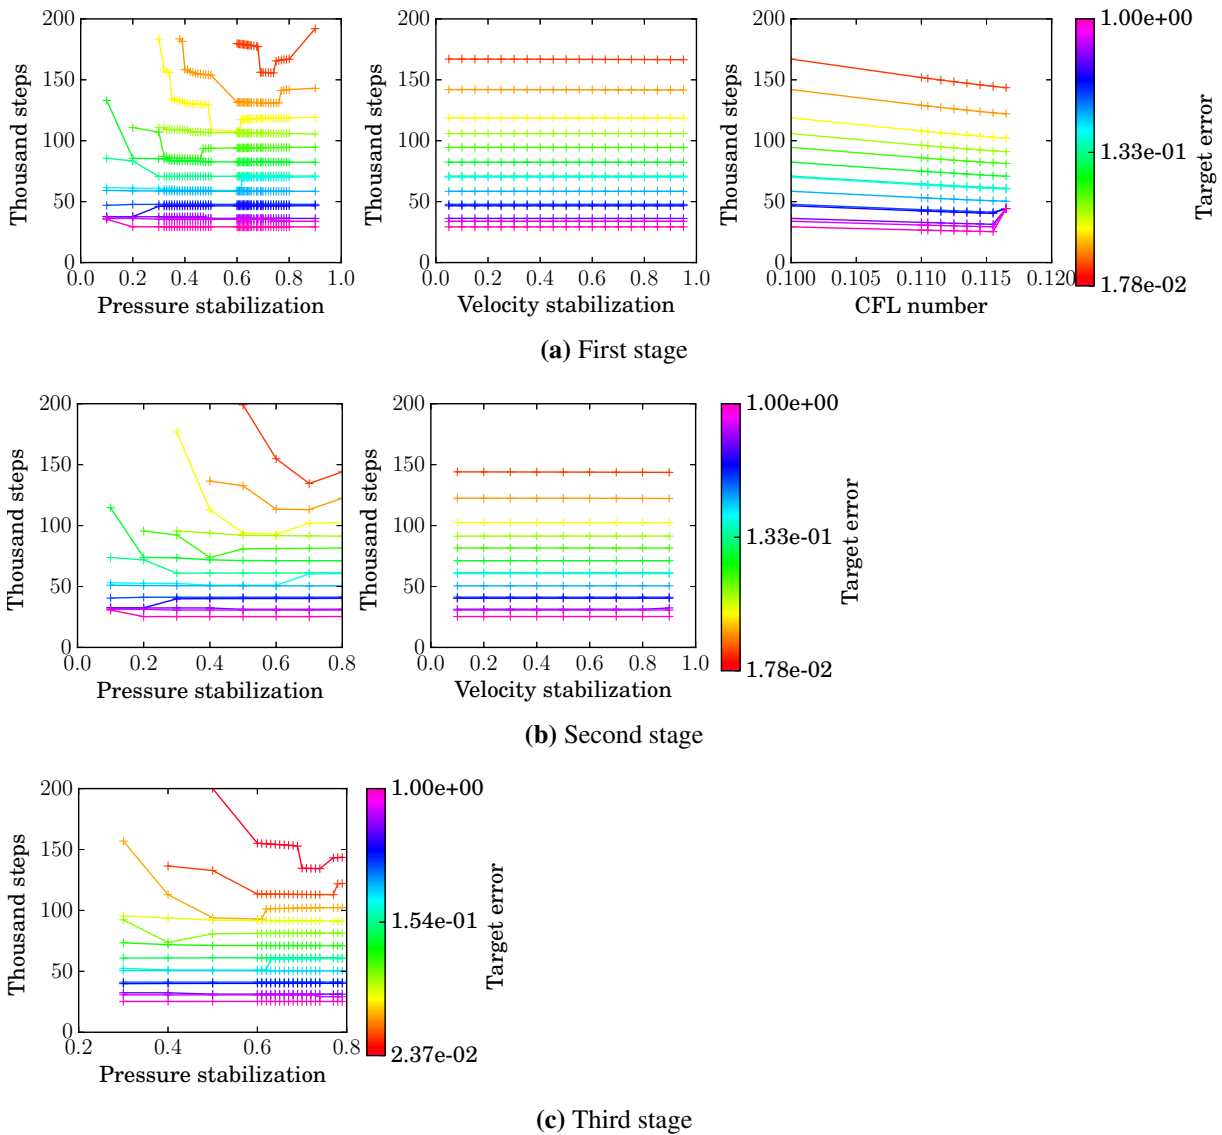 200
150
100
50
0
Thousand steps
0.0 0.2 0.4 0.6 0.8 1.0
Pressure stabilization
200
150
100
50
0
Thousand steps
0.0 0.2 0.4 0.6 0.8 1.0
Velocity stabilization
200
150
100
50
0
Thousand steps
0.100 0.105 0.110 0.115 0.120
CFL number
1.00e+00
1.33e-01
1.78e-02
Target error
(a) First stage
200
150
100
50
0
Thousand steps
0.0 0.2 0.4 0.6 0.8
Pressure stabilization
200
150
100
50
0
Thousand steps
0.0 0.2 0.4 0.6 0.8 1.0
Velocity stabilization
1.00e+00
1.33e-01
1.78e-02
Target error
(b) Second stage
200
150
100
50
0
Thousand steps
0.2 0.4 0.6 0.8
Pressure stabilization
1.00e+00
1.54e-01
2.37e-02
Target error
(c) Third stage